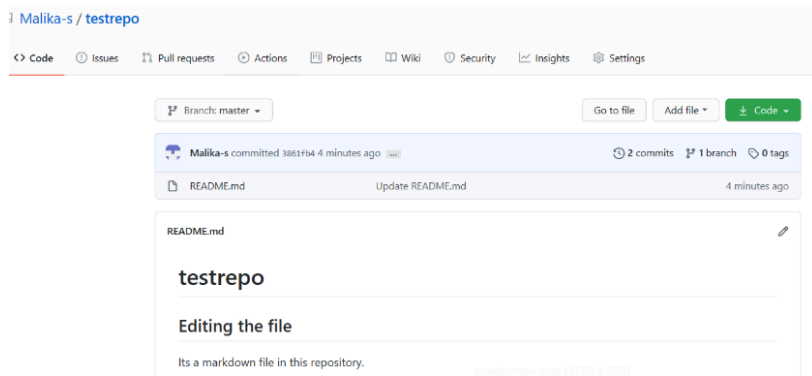 Malika-s / testrepo
Code Issues Pull requests Actions Projects Wiki Security Insights Settings
Branch: master Go to file Add file Code
Malika-s committed 3861fb4 4 minutes ago ... 2 commits 1 branch 0 tags
README.md Update README.md 4 minutes ago
README.md
testrepo
Editing the file
Its a markdown file in this repository.